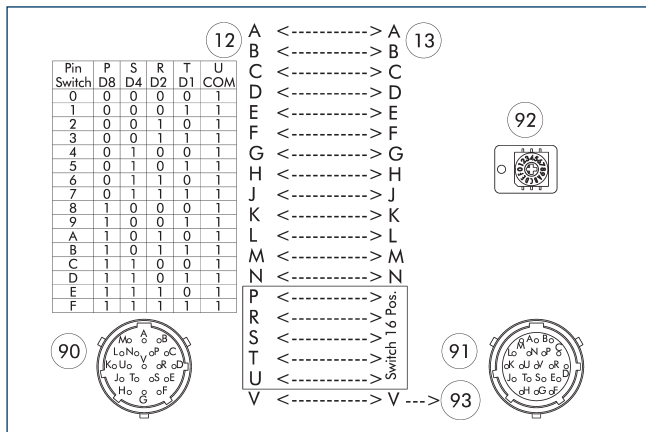 12 13
A <-----------> A
B <-----------> B
C <-----------> C
D <-----------> D
E <-----------> E
F <-----------> F
G <-----------> G
H <-----------> H
J <-----------> J
K <-----------> K
L <-----------> L
M <-----------> M
N <-----------> N
P <----------->
R <----------->
S <----------->
T <----------->
U <----------->
Switch 16 Pos.
V <-----------> V ---> 93
Pin P S R T U
Switch D8 D4 D2 D1 COM
0 0 0 0 0 1
1 0 0 0 1 1
2 0 0 1 0 1
3 0 0 1 1 1
4 0 1 0 0 1
5 0 1 0 1 1
6 0 1 1 0 1
7 0 1 1 1 1
8 1 0 0 0 1
9 1 0 0 1 1
A 1 0 1 0 1
B 1 0 1 1 1
C 1 1 0 0 1
D 1 1 0 1 1
E 1 1 1 0 1
F 1 1 1 1 1
92
90
M A B
L N P C
V
K U R D
J T S E
H F
G
91
M A B C
L N P
K U V R D
J T S E
H G F